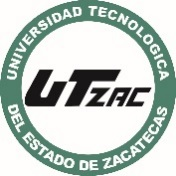 UNIVERSIDAD TECNOLOGICA
UTZAC
DEL ESTADO DE ZACATECAS